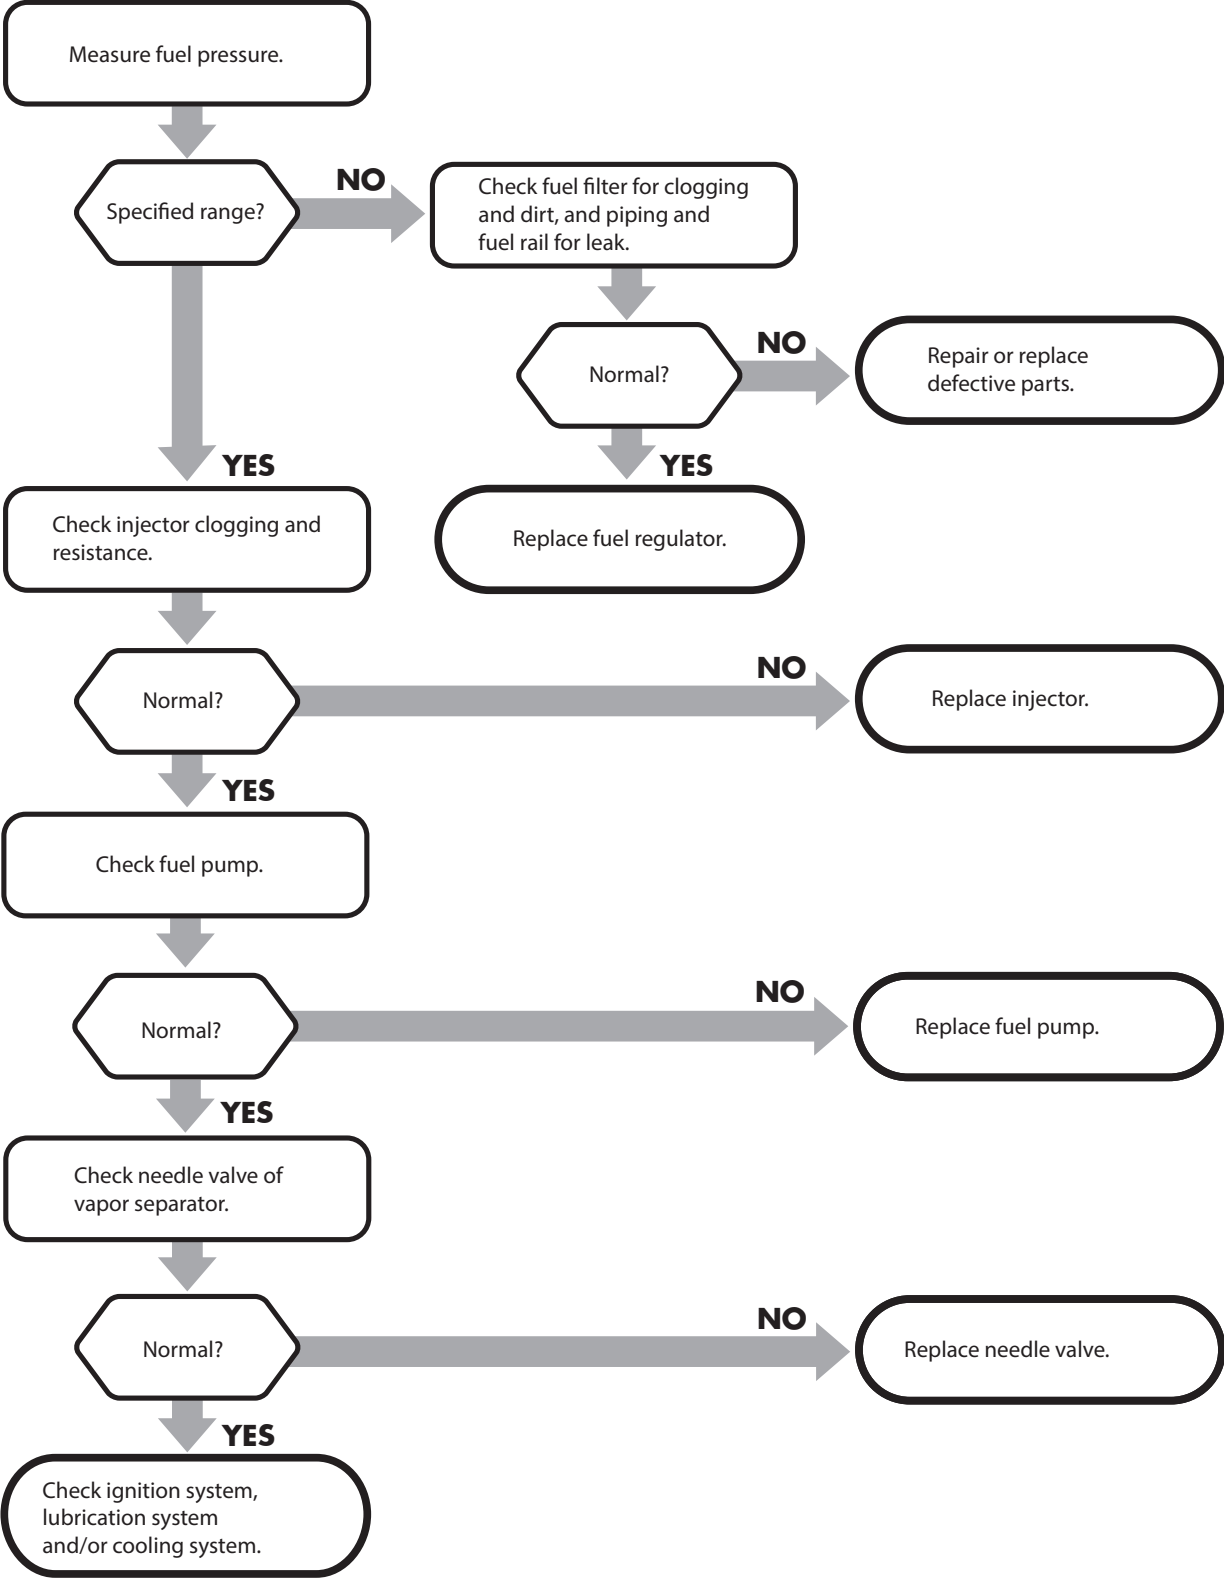 Measure fuel pressure.
Specified range?
NO
Check fuel filter for clogging
and dirt, and piping and
fuel rail for leak.
Normal?
NO
Repair or replace
defective parts.
YES
Replace fuel regulator.
YES
Check injector clogging and
resistance.
Normal?
NO
Replace injector.
YES
Check fuel pump.
Normal?
NO
Replace fuel pump.
YES
Check needle valve of
vapor separator.
Normal?
NO
Replace needle valve.
YES
Check ignition system,
lubrication system
and/or cooling system.